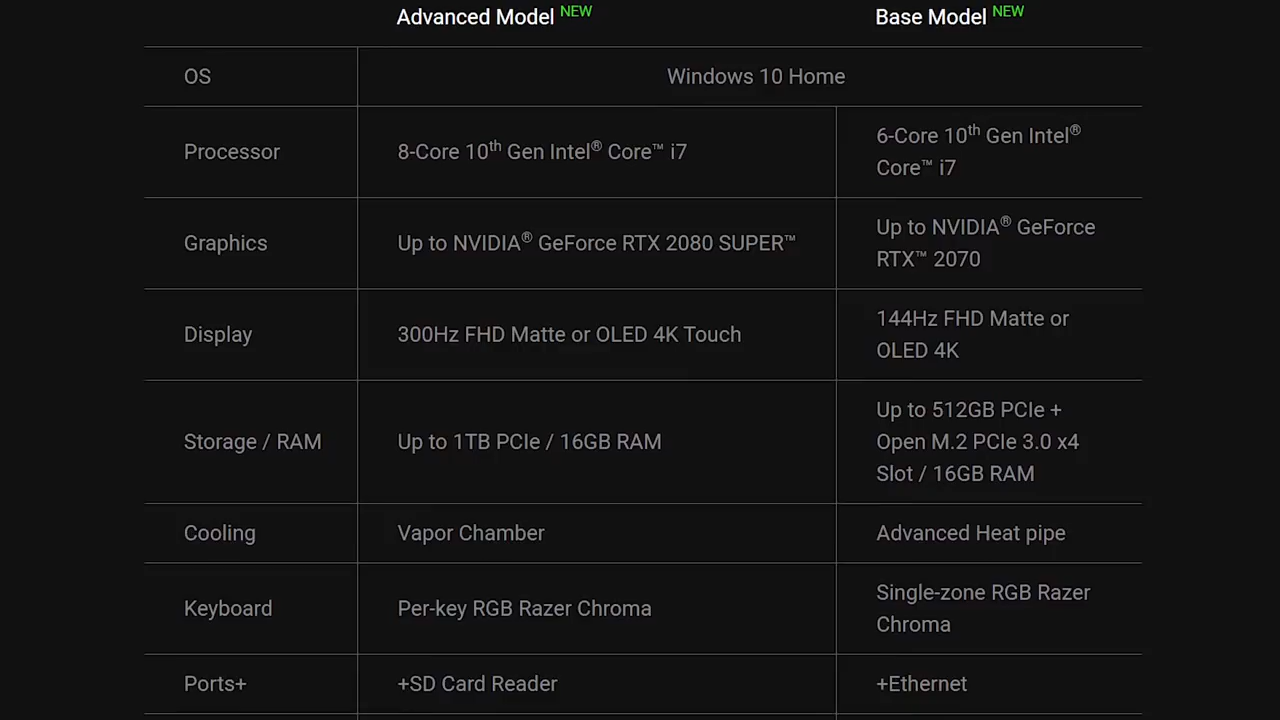 Advanced Model NEW
Base Model NEW
OS
Windows 10 Home
Processor
8-Core 10th Gen Intel® Core™ i7
6-Core 10th Gen Intel®
Core™ i7
Graphics
Up to NVIDIA® GeForce RTX 2080 SUPER™
Up to NVIDIA® GeForce
RTX™ 2070
Display
300Hz FHD Matte or OLED 4K Touch
144Hz FHD Matte or
OLED 4K
Storage / RAM
Up to 1TB PCIe / 16GB RAM
Up to 512GB PCIe +
Open M.2 PCIe 3.0 x4
Slot / 16GB RAM
Cooling
Vapor Chamber
Advanced Heat pipe
Keyboard
Per-key RGB Razer Chroma
Single-zone RGB Razer
Chroma
Ports+
+SD Card Reader
+Ethernet